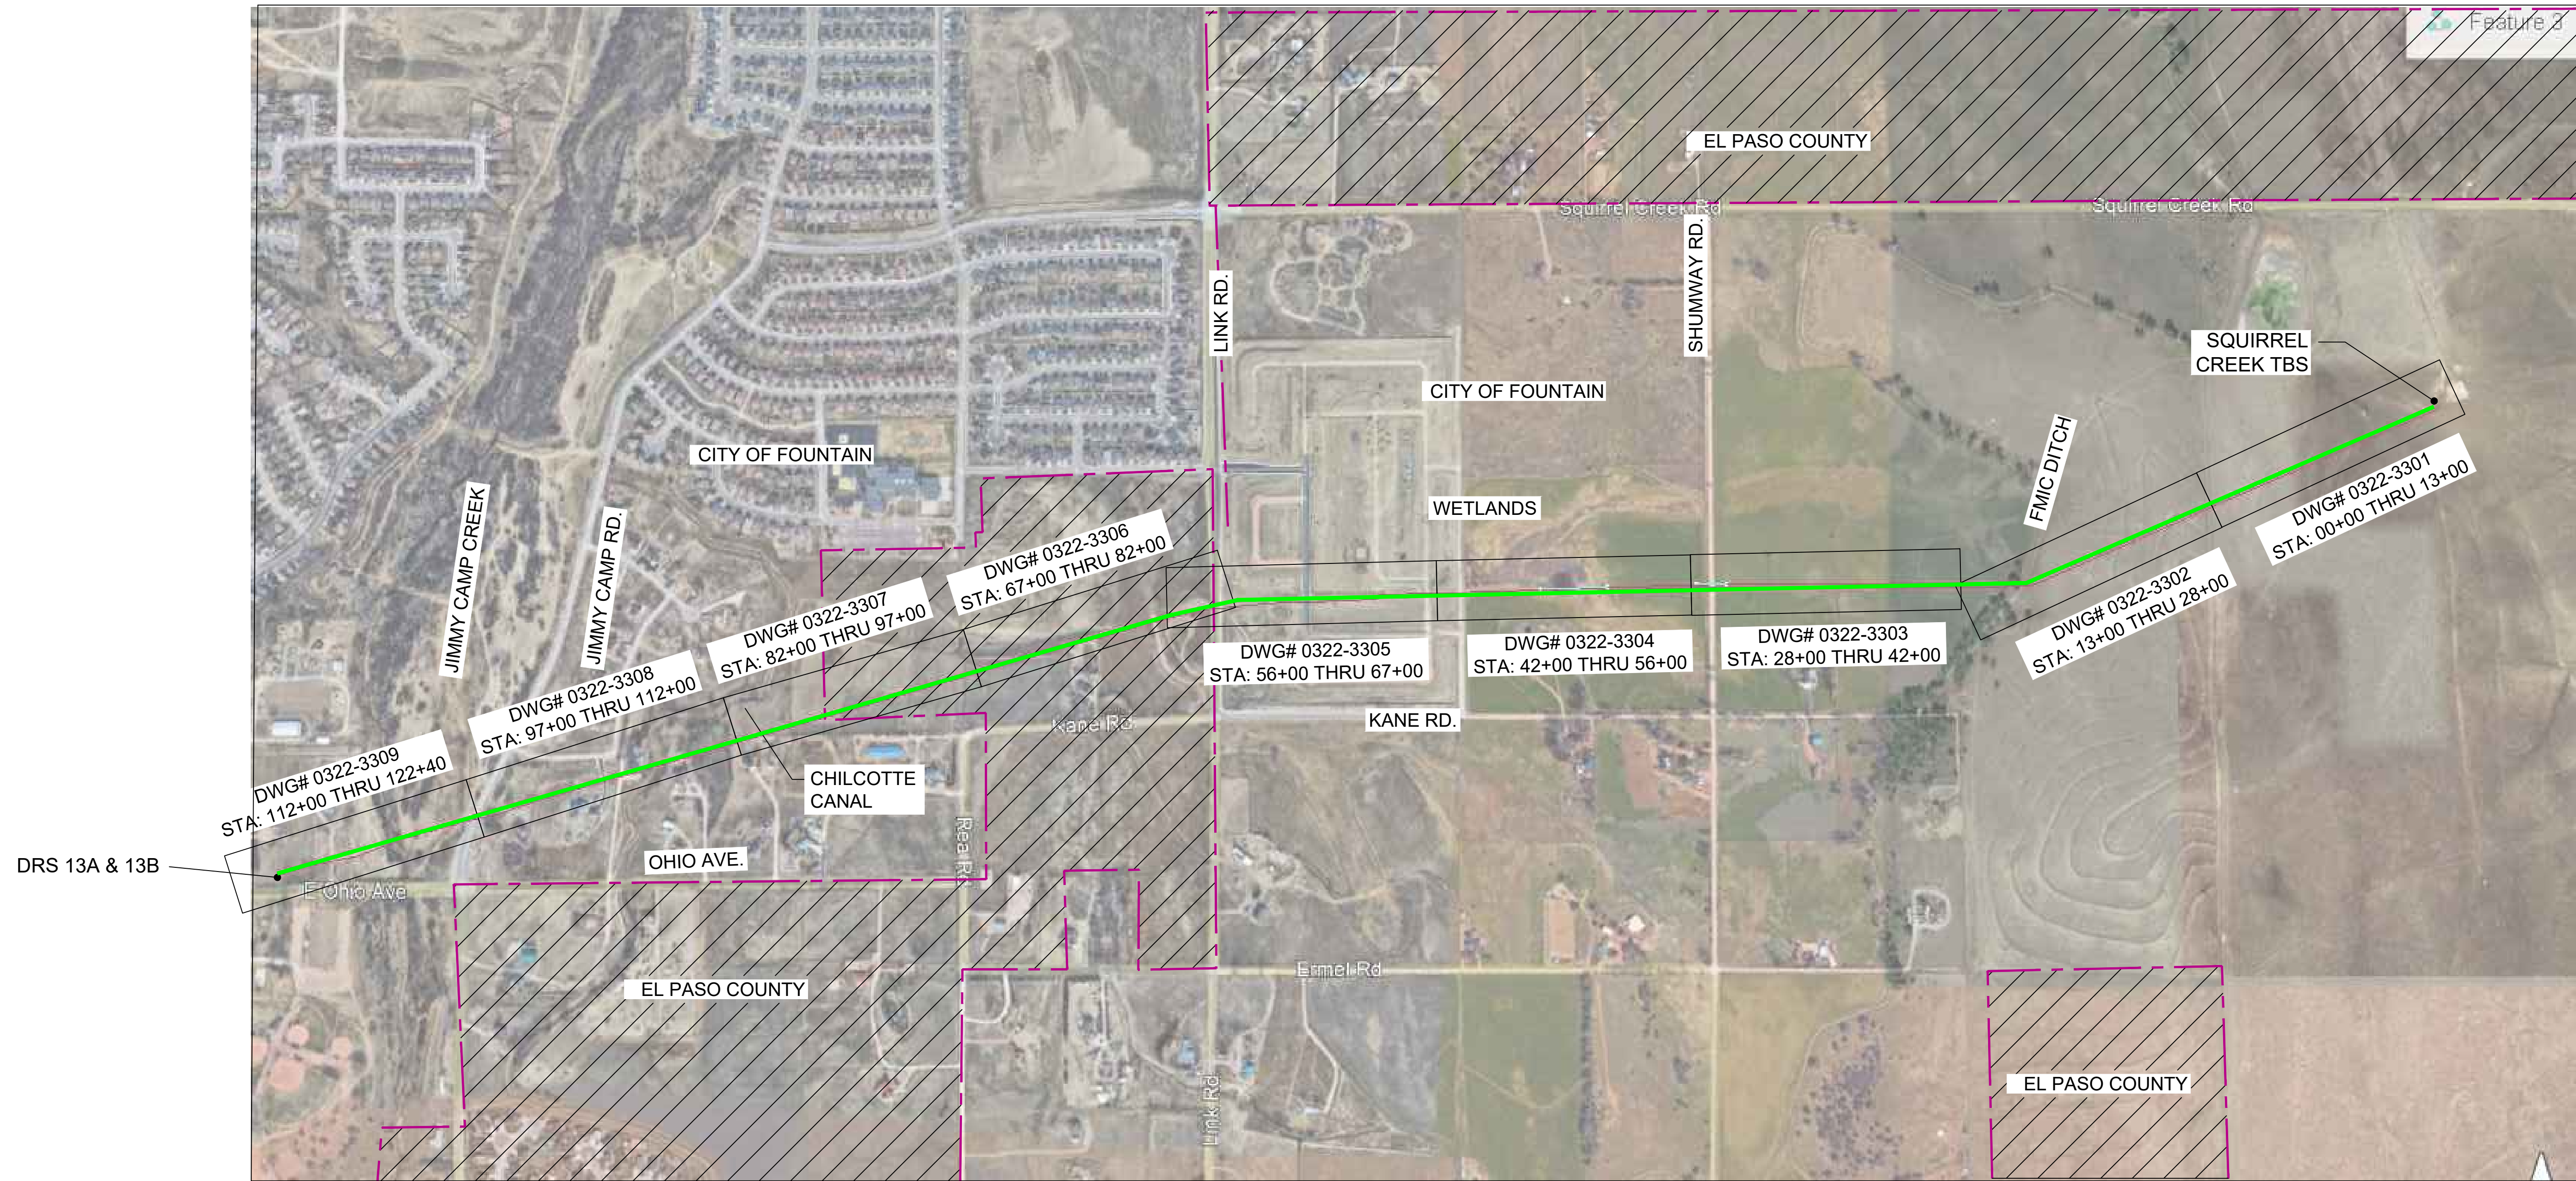 Feature 3
EL PASO COUNTY
Squirrel Creek Rd
Squirrel Creek Rd
LINK RD.
SHUMWAY RD.
SQUIRREL
CREEK TBS
CITY OF FOUNTAIN
CITY OF FOUNTAIN
WETLANDS
FMIC DITCH
DWG# 0322-3301
STA: 00+00 THRU 13+00
DWG# 0322-3302
STA: 13+00 THRU 28+00
DWG# 0322-3303
STA: 28+00 THRU 42+00
DWG# 0322-3304
STA: 42+00 THRU 56+00
DWG# 0322-3305
STA: 56+00 THRU 67+00
DWG# 0322-3306
STA: 67+00 THRU 82+00
DWG# 0322-3307
STA: 82+00 THRU 97+00
DWG# 0322-3308
STA: 97+00 THRU 112+00
DWG# 0322-3309
STA: 112+00 THRU 122+40
JIMMY CAMP CREEK
JIMMY CAMP RD.
Kane Rd
KANE RD.
CHILCOTTE
CANAL
DRS 13A & 13B
OHIO AVE.
E Ohio Ave
Rea Rd
Ermel Rd
EL PASO COUNTY
Link Rd
EL PASO COUNTY